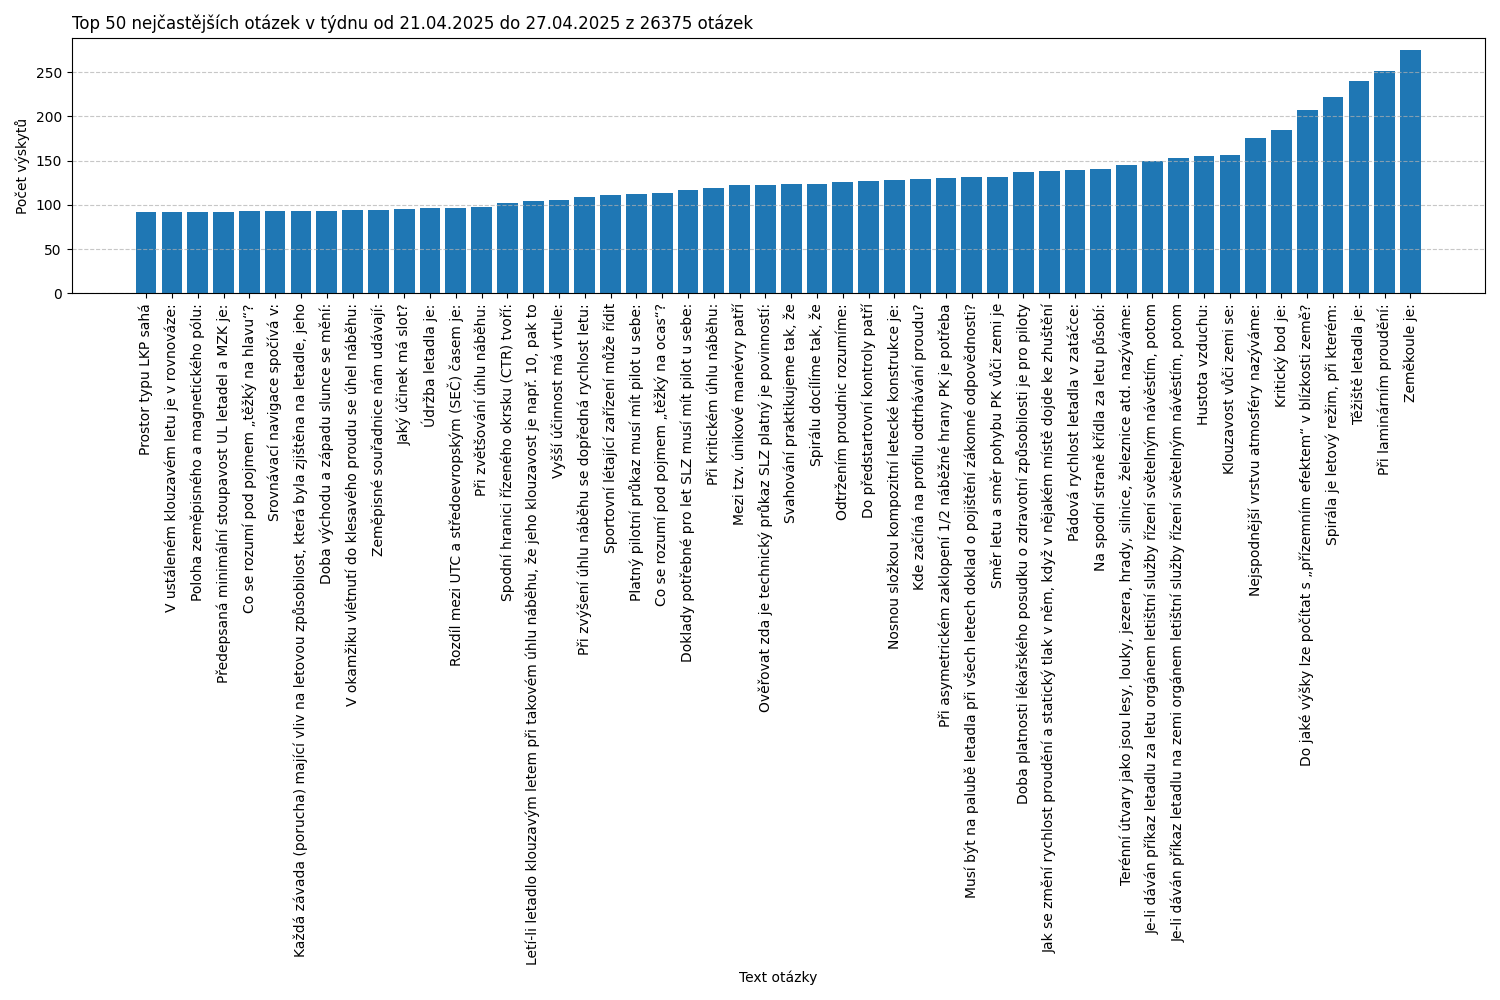 Top 50 nejčastějších otázek v týdnu od 21.04.2025 do 27.04.2025 z 26375 otázek
Počet výskytů
250
200
150
100
50
0
Prostor typu LKP sahá
V ustáleném klouzavém letu je v rovnováze:
Poloha zeměpisného a magnetického pólu:
Předepsaná minimální stoupavost UL letadel a MZK je:
Co se rozumí pod pojmem „těžký na hlavu“?
Srovnávací navigace spočívá v:
Každá závada (porucha) mající vliv na letovou způsobilost, která byla zjištěna na letadle, jeho
Doba východu a západu slunce se mění:
V okamžiku vlétnutí do klesavého proudu se úhel náběhu:
Zeměpisné souřadnice nám udávají:
Jaký účinek má slot?
Údržba letadla je:
Rozdíl mezi UTC a středoevropským (SEČ) časem je:
Při zvětšování úhlu náběhu:
Spodní hranici řízeného okrsku (CTR) tvoří:
Letí-li letadlo klouzavým letem při takovém úhlu náběhu, že jeho klouzavost je např. 10, pak to
Vyšší účinnost má vrtule:
Při zvýšení úhlu náběhu se dopředná rychlost letu:
Sportovní létající zařízení může řídit
Platný pilotní průkaz musí mít pilot u sebe:
Co se rozumí pod pojmem „těžký na ocas“?
Doklady potřebné pro let SLZ musí mít pilot u sebe:
Při kritickém úhlu náběhu:
Mezi tzv. únikové manévry patří
Ověřovat zda je technický průkaz SLZ platný je povinností:
Svahování praktikujeme tak, že
Spirálu docílíme tak, že
Odtržením proudnic rozumíme:
Do předstartovní kontroly patří
Nosnou složkou kompozitní letecké konstrukce je:
Kde začíná na profilu odtrhávání proudu?
Při asymetrickém zaklopení 1/2 náběžné hrany PK je potřeba
Musí být na palubě letadla při všech letech doklad o pojištění zákonné odpovědnosti?
Směr letu a směr pohybu PK vůči zemi je
Doba platnosti lékařského posudku o zdravotní způsobilosti je pro piloty
Jak se změní rychlost proudění a statický tlak v něm, když v nějakém místě dojde ke zhuštění
Pádová rychlost letadla v zatáčce:
Na spodní straně křídla za letu působí:
Terénní útvary jako jsou lesy, louky, jezera, hrady, silnice, železnice atd. nazýváme:
Je-li dáván příkaz letadlu za letu orgánem letištní služby řízení světelným návěstím, potom
Je-li dáván příkaz letadlu na zemi orgánem letištní služby řízení světelným návěstím, potom
Hustota vzduchu:
Klouzavost vůči zemi se:
Nejspodnější vrstvu atmosféry nazýváme:
Kritický bod je:
Do jaké výšky lze počítat s „přízemním efektem“ v blízkosti země?
Spirála je letový režim, při kterém:
Těžiště letadla je:
Při laminárním proudění:
Zeměkoule je:
Text otázky